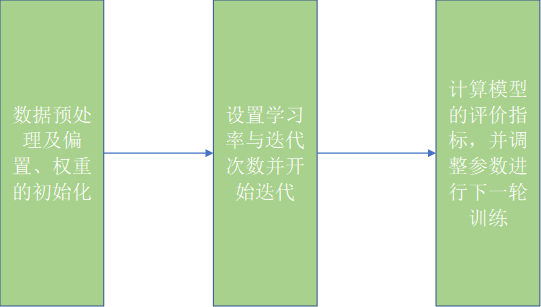 数据预处
理及偏
置、权重
的初始化
设置学习
率与迭代
次数并开
始迭代
计算模型
的评价指
标，并调
整参数进
行下一轮
训练